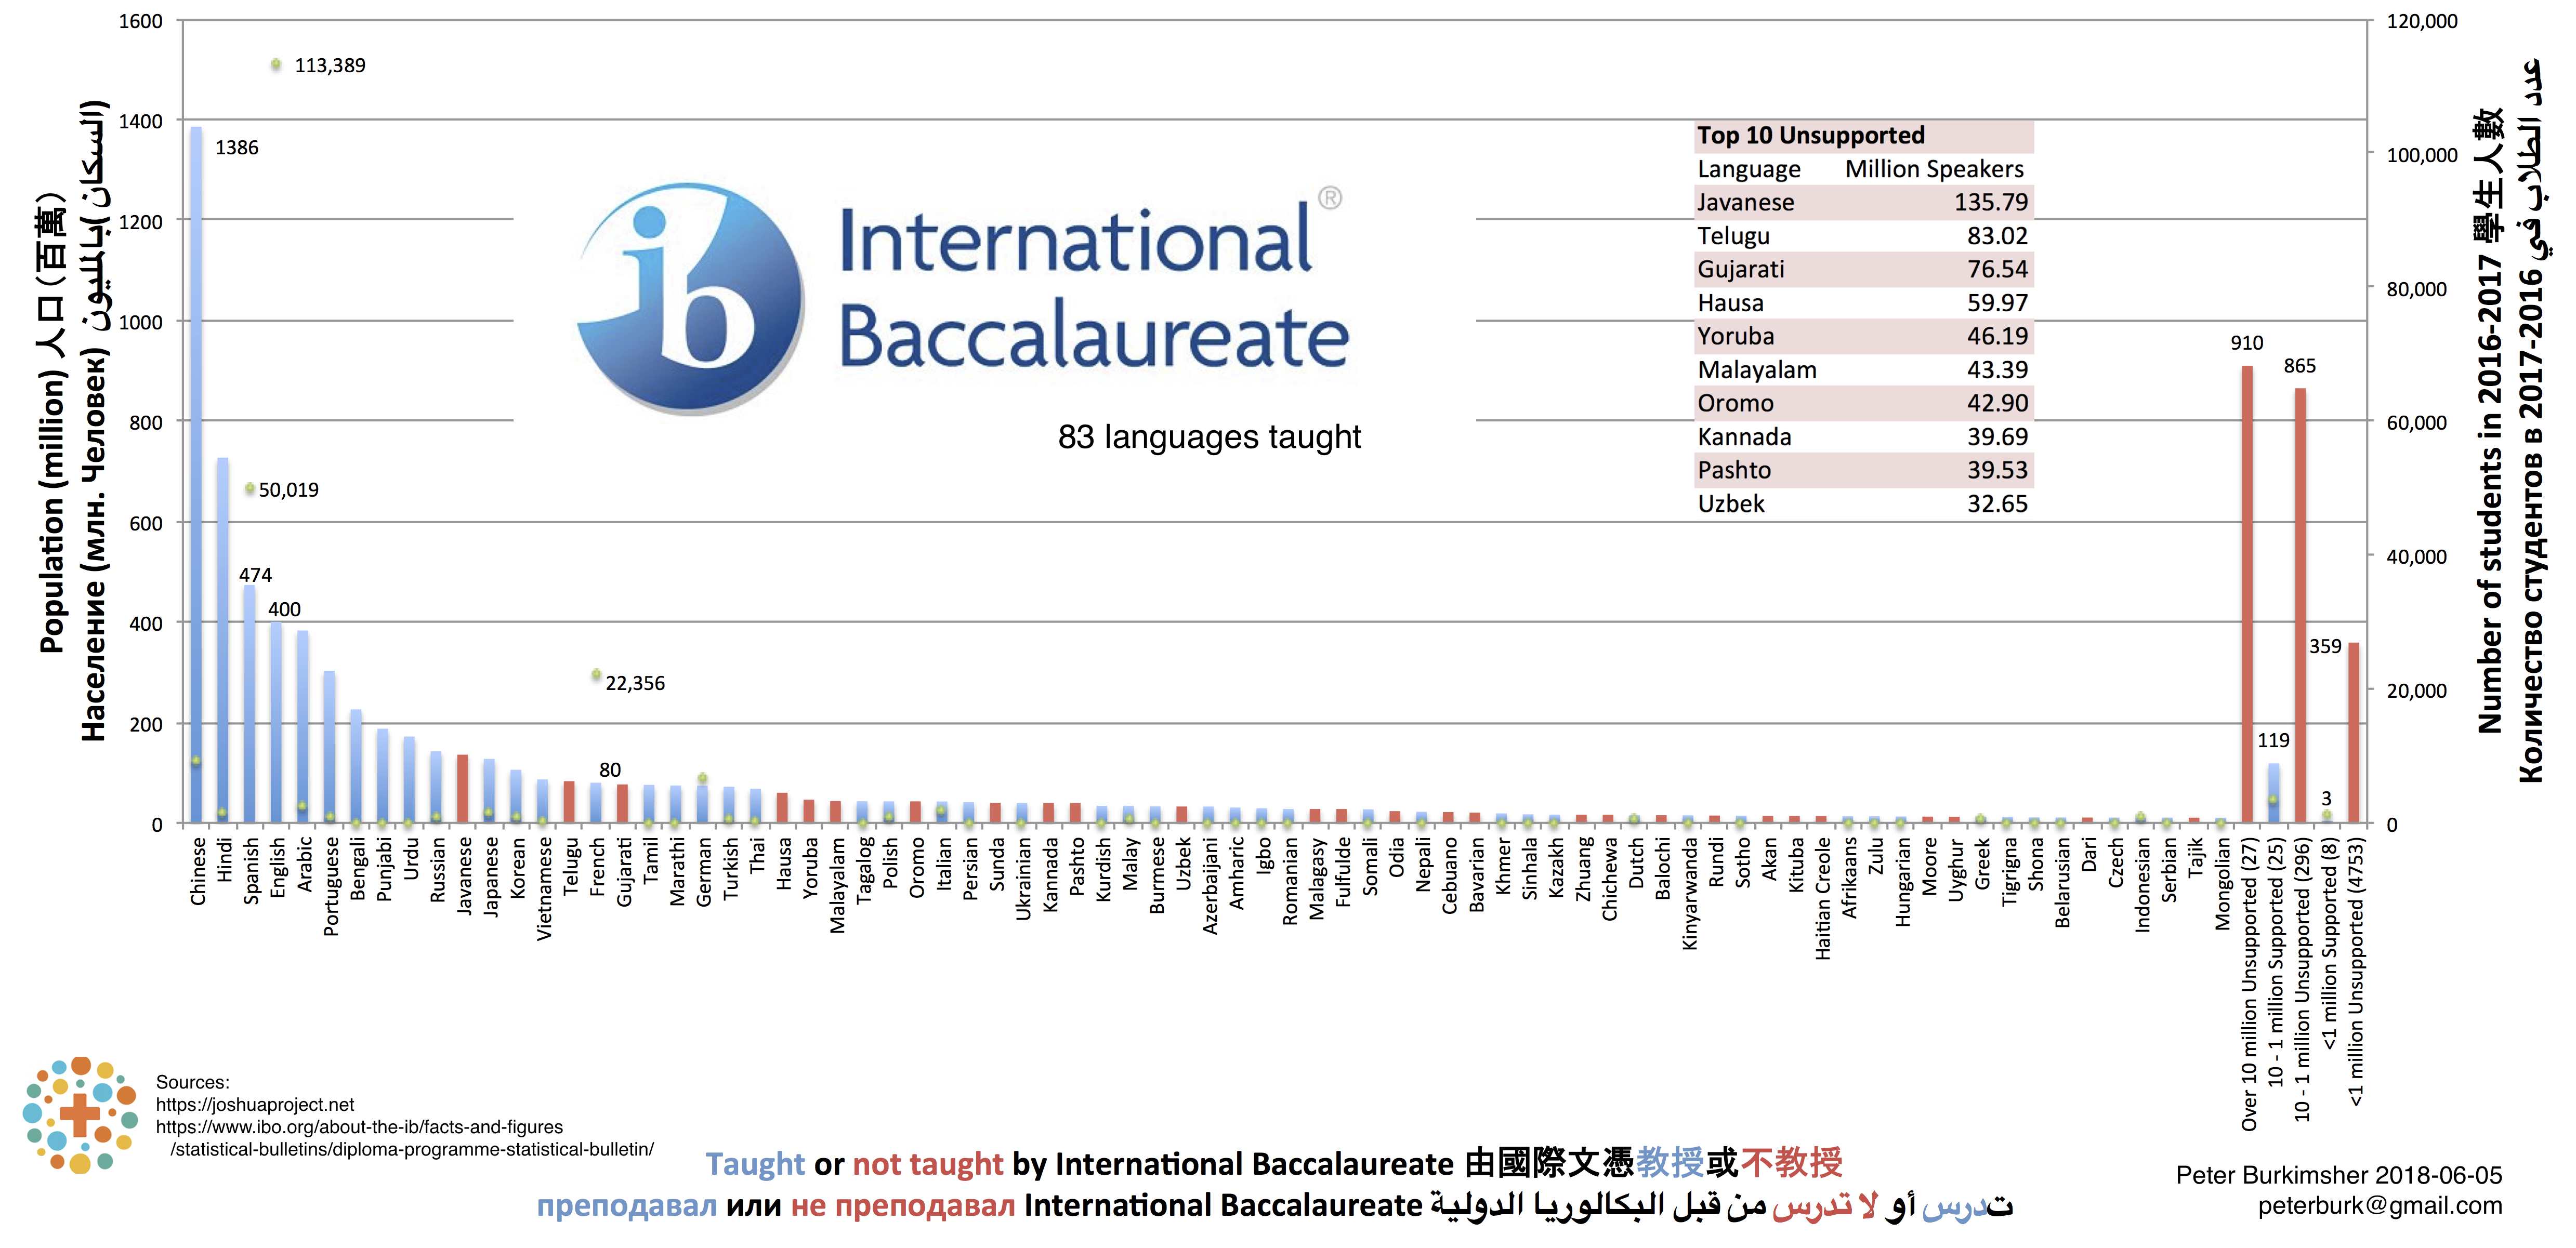 1600
1400
1200
1000
800
600
400
200
0
Population (million) 人口(百萬)
Население (млн. Человек) السكان (بالمليون)
120,000
100,000
80,000
60,000
40,000
20,000
0
Number of students in 2016-2017 學生人數
Количество студентов в 2017-2016 عدد الطلاب في
113,389
1386
50,019
474
400
22,356
80
910
865
359
119
3
International
Baccalaureate®
ib
83 languages taught
Top 10 Unsupported
Language Million Speakers
Javanese 135.79
Telugu 83.02
Gujarati 76.54
Hausa 59.97
Yoruba 46.19
Malayalam 43.39
Oromo 42.90
Kannada 39.69
Pashto 39.53
Uzbek 32.65
Chinese
Hindi
Spanish
English
Arabic
Portuguese
Bengali
Punjabi
Urdu
Russian
Javanese
Japanese
Korean
Vietnamese
Telugu
French
Gujarati
Tamil
Marathi
German
Turkish
Thai
Hausa
Yoruba
Malayalam
Tagalog
Polish
Oromo
Italian
Persian
Sunda
Ukrainian
Kannada
Pashto
Kurdish
Malay
Burmese
Uzbek
Azerbaijani
Amharic
Igbo
Romanian
Malagasy
Fulfulde
Somali
Odia
Nepali
Cebuano
Bavarian
Khmer
Sinhala
Kazakh
Zhuang
Chichewa
Dutch
Balochi
Kinyarwanda
Rundi
Sotho
Akan
Kituba
Haitian Creole
Afrikaans
Zulu
Hungarian
Moore
Uyghur
Greek
Tigrigna
Shona
Belarusian
Dari
Czech
Indonesian
Serbian
Tajik
Mongolian
Over 10 million Unsupported (27)
10 - 1 million Supported (25)
10 - 1 million Unsupported (296)
<1 million Supported (8)
<1 million Unsupported (4753)
Sources:
https://joshuaproject.net
https://www.ibo.org/about-the-ib/facts-and-figures
/statistical-bulletins/diploma-programme-statistical-bulletin/
Taught or not taught by International Baccalaureate 由國際文憑教授或不教授
преподавал или не преподавал International Baccalaureate تدرس أو لا تدرس من قبل البكالوريا الدولية
Peter Burkimsher 2018-06-05
peterburk@gmail.com